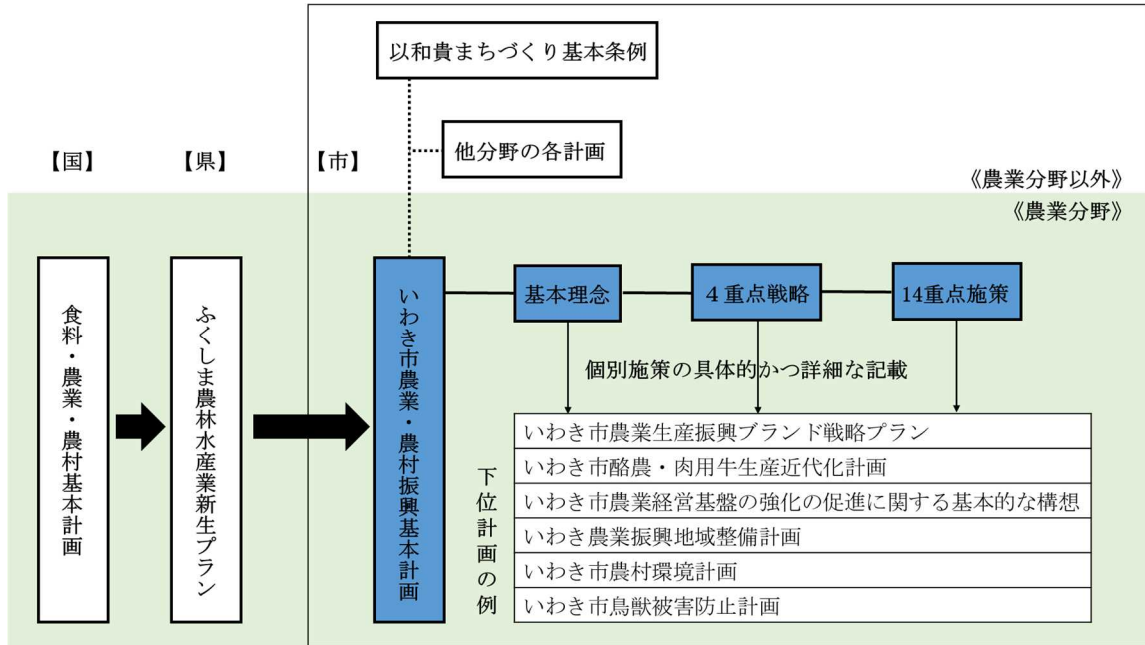 以和貴まちづくり基本条例
他分野の各計画
【国】
【県】
【市】
《農業分野以外》
《農業分野》
食料・農業・農村基本計画
ふくしま農林水産業新生プラン
いわき市農業・農村振興基本計画
基本理念
４重点戦略
14重点施策
個別施策の具体的かつ詳細な記載
下位計画の例
いわき市農業生産振興ブランド戦略プラン
いわき市酪農・肉用牛生産近代化計画
いわき市農業経営基盤の強化の促進に関する基本的な構想
いわき農業振興地域整備計画
いわき市農村環境計画
いわき市鳥獣被害防止計画